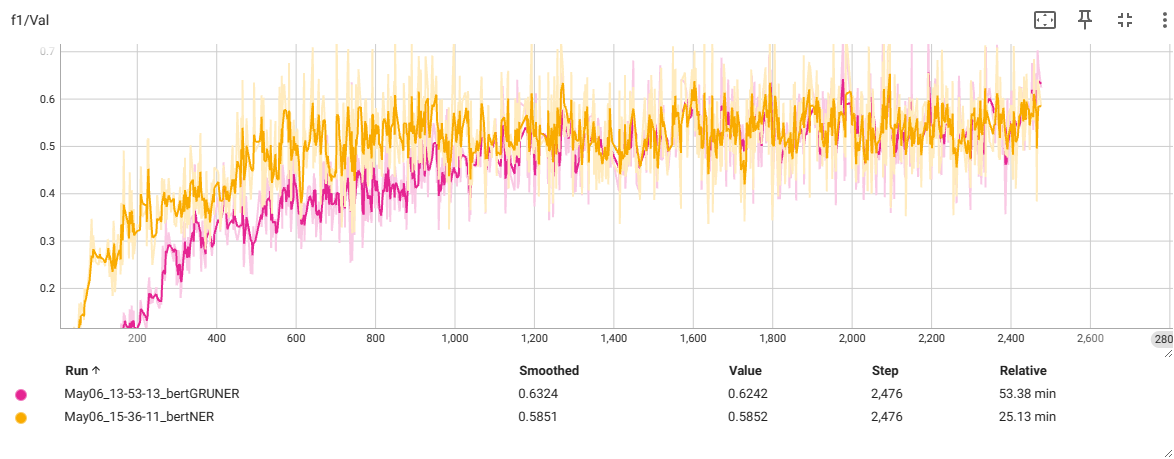 f1/Val
0.7
0.6
0.5
0.4
0.3
0.2
200 400 600 800 1,000 1,200 1,400 1,600 1,800 2,000 2,200 2,400 2,600 280
Run Smoothed Value Step Relative
May06_13-53-13_bertGRUNER 0.6324 0.6242 2,476 53.38 min
May06_15-36-11_bertNER 0.5851 0.5852 2,476 25.13 min